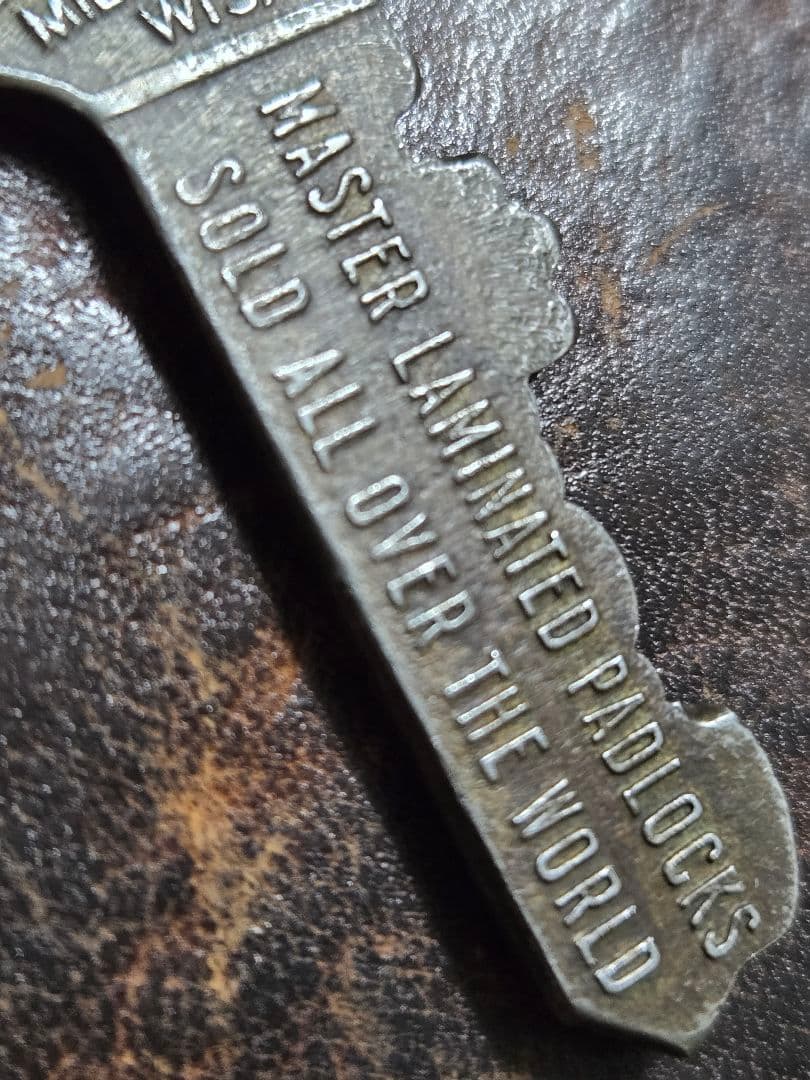 MASTER LAMINATED PADLOCKS
SOLD ALL OVER THE WORLD